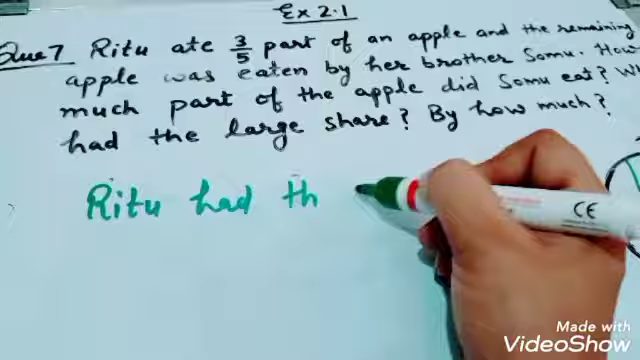 Ex 2.1
Que 7 Ritu ate 3/5 part of an apple and the remaining
apple was eaten by her brother Somu. How
much part of the apple did Somu eat?
had the large share? By how much?
Ritu had th
CE
Made with
VideoShow